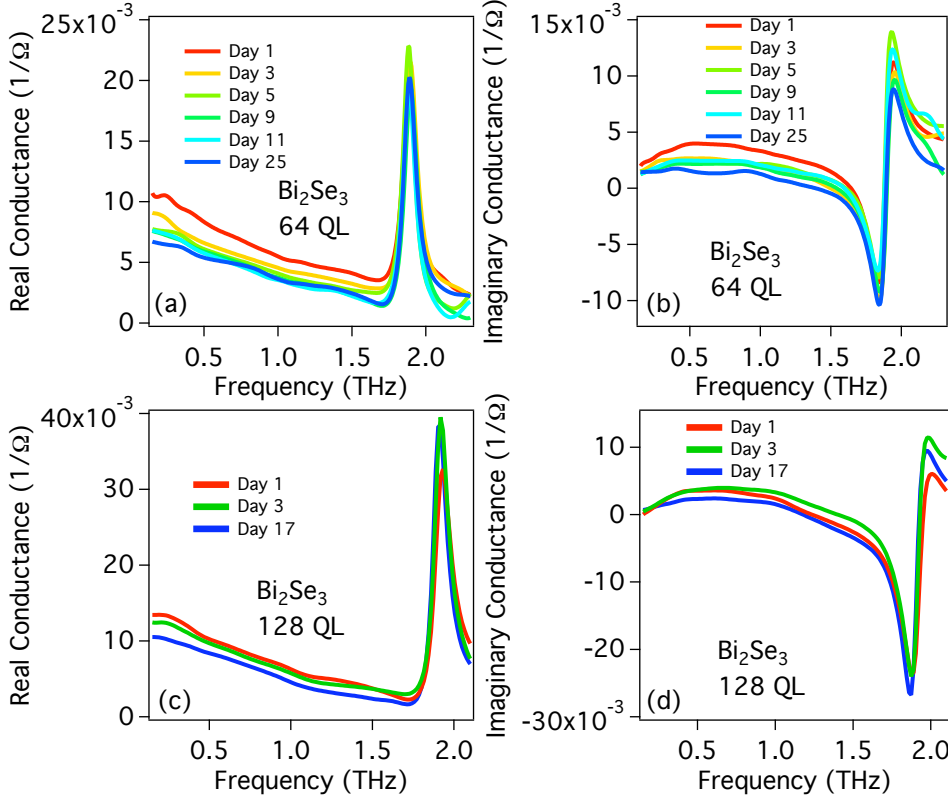 25x10⁻³
20
15
10
5
0
Real Conductance (1/Ω)
Day 1
Day 3
Day 5
Day 9
Day 11
Day 25
Bi₂Se₃
64 QL
(a)
0.5 1.0 1.5 2.0
Frequency (THz)
15x10⁻³
10
5
0
-5
-10
Imaginary Conductance (1/Ω)
Day 1
Day 3
Day 5
Day 9
Day 11
Day 25
Bi₂Se₃
64 QL
(b)
0.5 1.0 1.5 2.0
Frequency (THz)
40x10⁻³
30
20
10
0
Real Conductance (1/Ω)
Day 1
Day 3
Day 17
Bi₂Se₃
128 QL
(c)
0.5 1.0 1.5 2.0
Frequency (THz)
10
0
-10
-20
-30x10⁻³
Imaginary Conductance (1/Ω)
Day 1
Day 3
Day 17
Bi₂Se₃
128 QL
(d)
0.5 1.0 1.5 2.0
Frequency (THz)